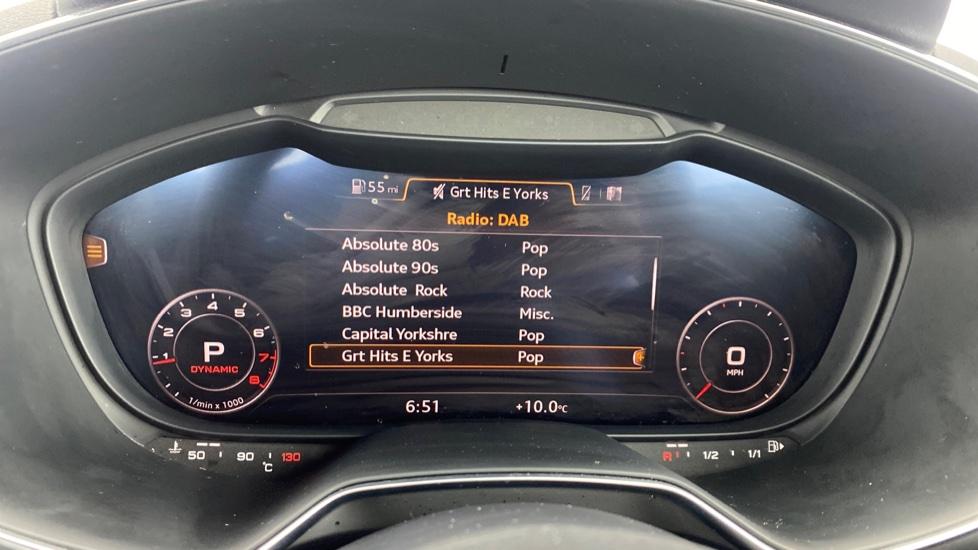 55 mi
Grt Hits E Yorks
Radio: DAB
Absolute 80s Pop
Absolute 90s Pop
Absolute Rock Rock
BBC Humberside Misc.
Capital Yorkshre Pop
Grt Hits E Yorks Pop
1 2 3 4 5 6 7 8
P
DYNAMIC
1/min x 1000
0
MPH
6:51 +10.0°C
50 90 130
°C
R 1/2 1/1